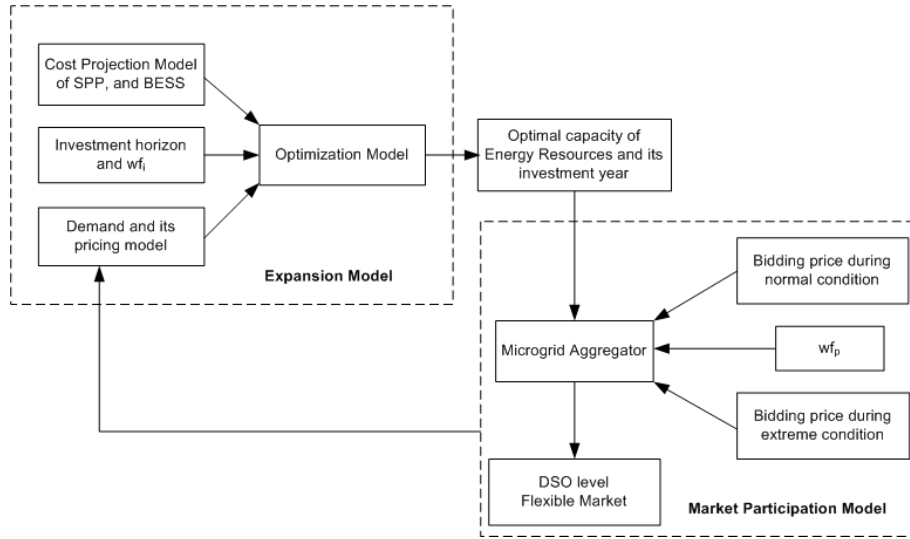 Cost Projection Model
of SPP, and BESS
Investment horizon
and wfᵢ
Demand and its
pricing model
Optimization Model
Expansion Model
Optimal capacity of
Energy Resources and its
investment year
Microgrid Aggregator
Bidding price during
normal condition
wfₚ
Bidding price during
extreme condition
DSO level
Flexible Market
Market Participation Model